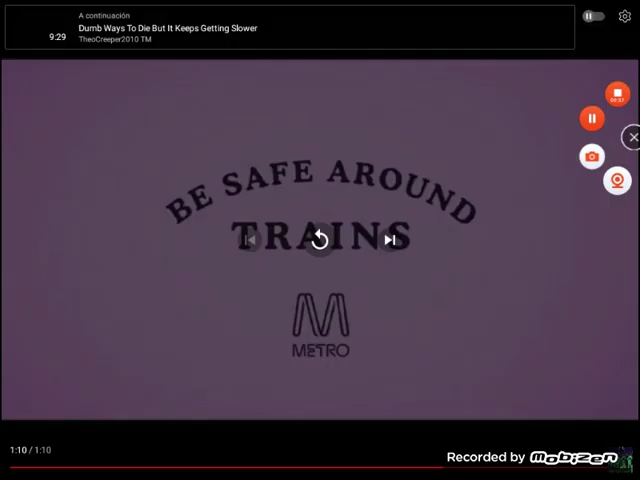 A continuación
Dumb Ways To Die But It Keeps Getting Slower
9:29
TheoCreeper2010 TM
BE SAFE AROUND
TRAINS
METRO
1:10 / 1:10
Recorded by Mobizen